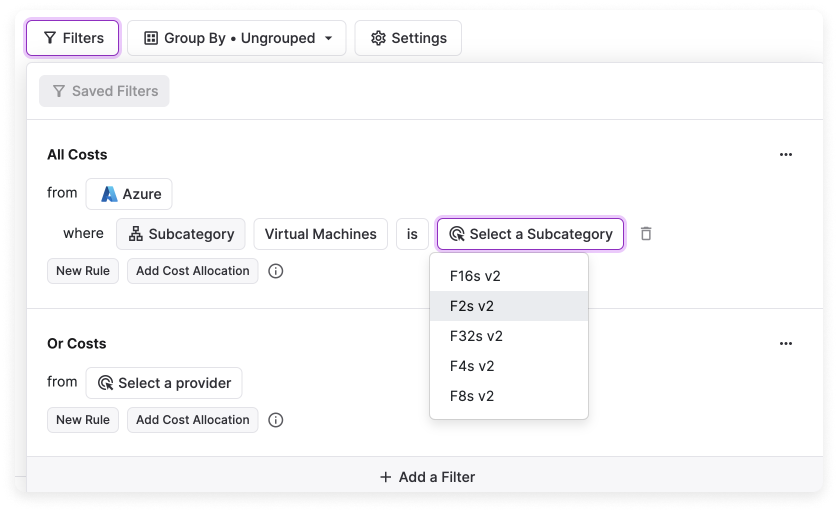 Filters Group By • Ungrouped Settings
Saved Filters
All Costs
from Azure
where Subcategory Virtual Machines is Select a Subcategory
New Rule Add Cost Allocation
F16s v2
F2s v2
F32s v2
F4s v2
F8s v2
Or Costs
from Select a provider
New Rule Add Cost Allocation
+ Add a Filter